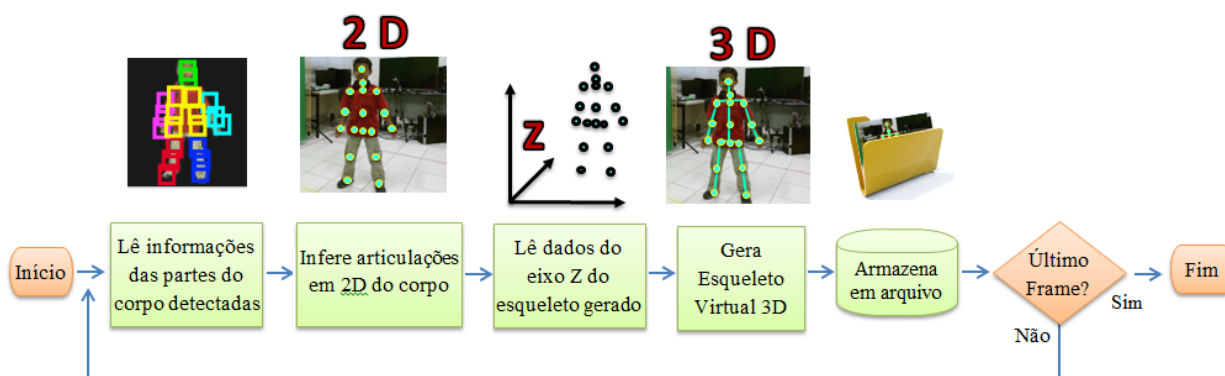 2 D
3 D
Z
Início
Lê informações
das partes do
corpo detectadas
Infere articulações
em 2D do corpo
Lê dados do
eixo Z do
esqueleto gerado
Gera
Esqueleto
Virtual 3D
Armazena
em arquivo
Último
Frame?
Sim
Não
Fim